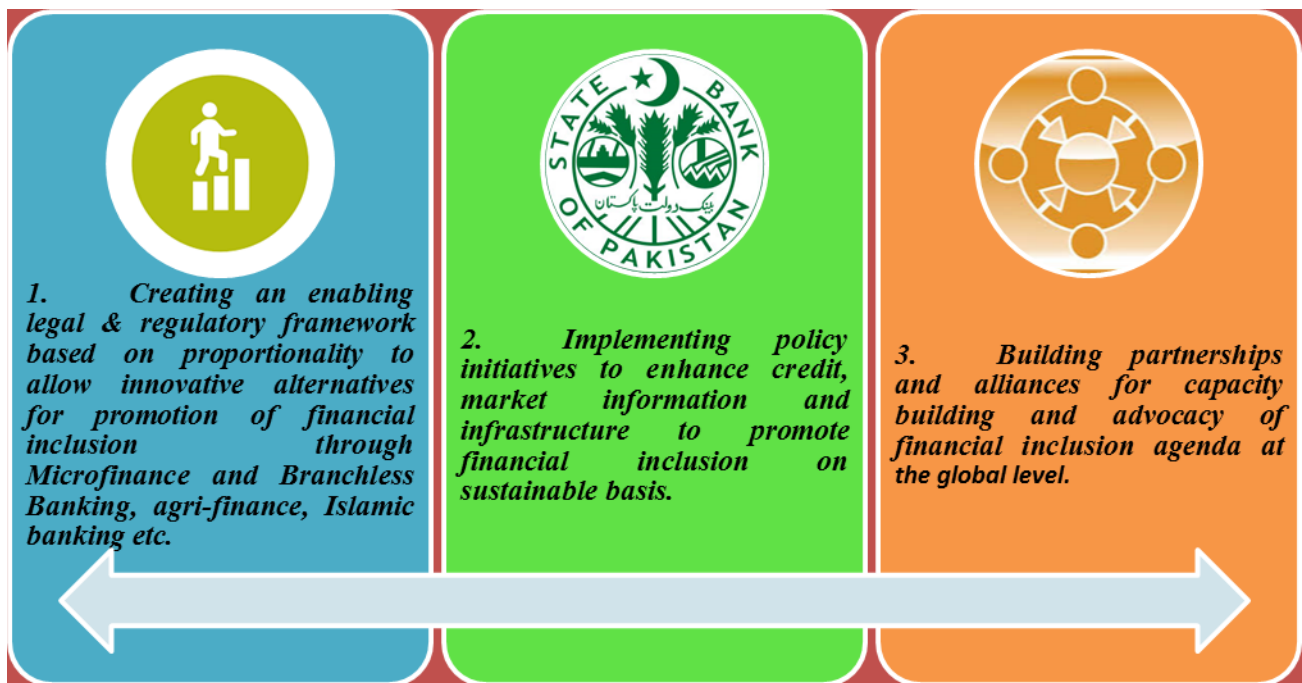 1. Creating an enabling
legal & regulatory framework
based on proportionality to
allow innovative alternatives
for promotion of financial
inclusion through
Microfinance and Branchless
Banking, agri-finance, Islamic
banking etc.
STATE BANK
OF PAKISTAN
بینک دولت پاکستان
2. Implementing policy
initiatives to enhance credit,
market information and
infrastructure to promote
financial inclusion on
sustainable basis.
3. Building partnerships
and alliances for capacity
building and advocacy of
financial inclusion agenda at
the global level.